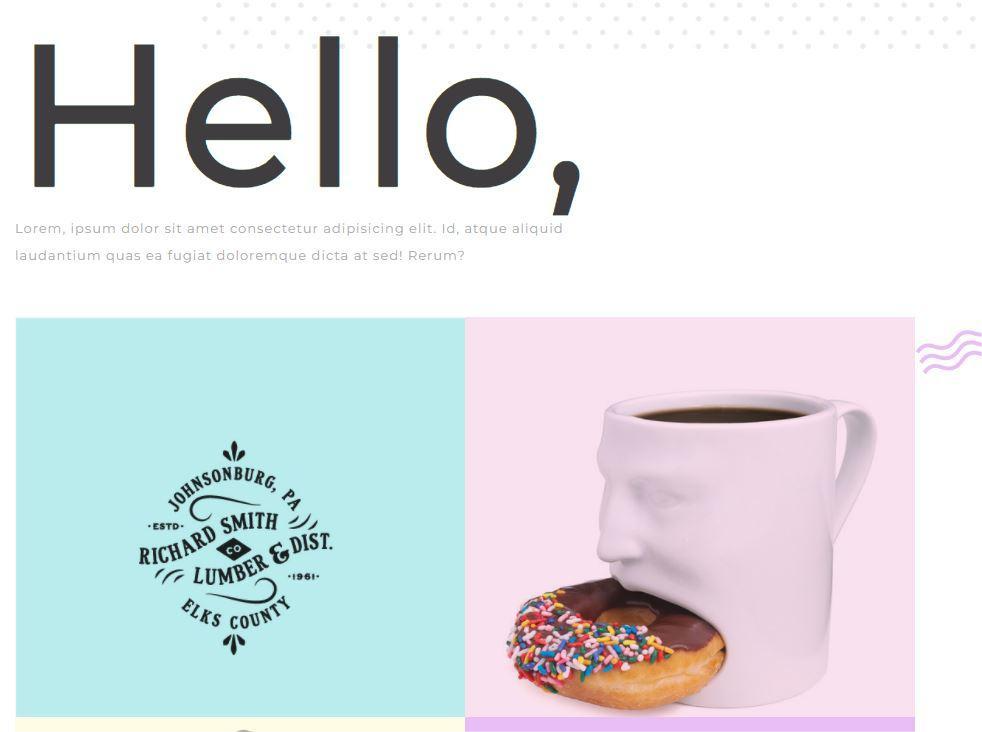 Hello,
Lorem, ipsum dolor sit amet consectetur adipisicing elit. Id, atque aliquid
laudantium quas ea fugiat doloremque dicta at sed! Rerum?
JOHNSONBURG, PA
·ESTD·
RICHARD SMITH
CO
LUMBER & DIST.
·1961·
ELKS COUNTY